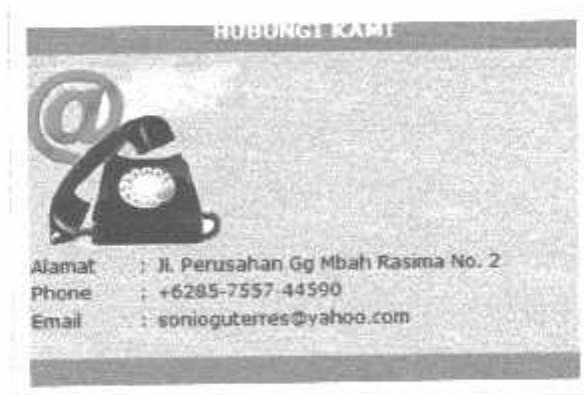 HUBUNGI KAMI
@
Alamat : Jl. Perusahan Gg Mbah Rasima No. 2
Phone : +6285-7557-44590
Email : sonioguterres@yahoo.com